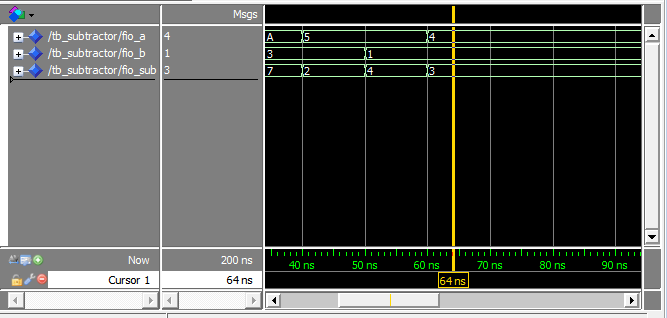 Msgs
/tb_subtractor/fio_a 4 A 5 4
/tb_subtractor/fio_b 1 3 1
/tb_subtractor/fio_sub 3 7 2 4 3
Now 200 ns 40 ns 50 ns 60 ns 70 ns 80 ns 90 ns
Cursor 1 64 ns 64 ns